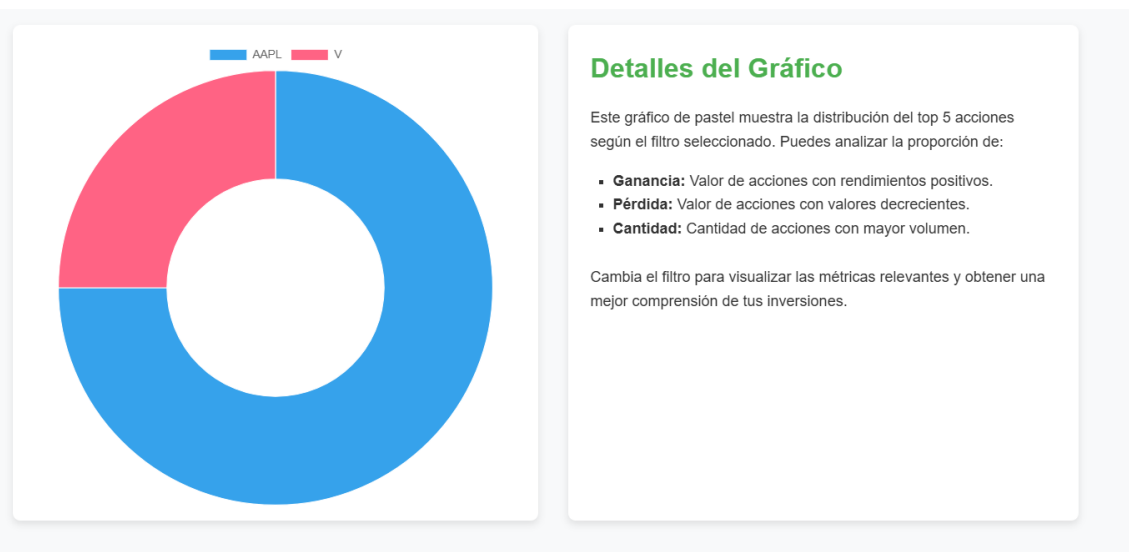 AAPL V
Detalles del Gráfico
Este gráfico de pastel muestra la distribución del top 5 acciones
según el filtro seleccionado. Puedes analizar la proporción de:
Ganancia: Valor de acciones con rendimientos positivos.
Pérdida: Valor de acciones con valores decrecientes.
Cantidad: Cantidad de acciones con mayor volumen.
Cambia el filtro para visualizar las métricas relevantes y obtener una
mejor comprensión de tus inversiones.